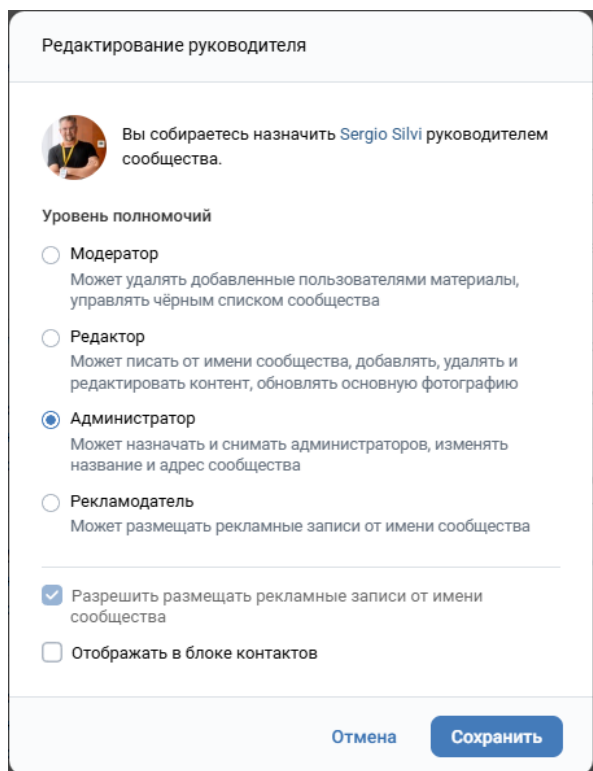 Редактирование руководителя
Вы собираетесь назначить Sergio Silvi руководителем
сообщества.
Уровень полномочий
Модератор
Может удалять добавленные пользователями материалы,
управлять чёрным списком сообщества
Редактор
Может писать от имени сообщества, добавлять, удалять и
редактировать контент, обновлять основную фотографию
Администратор
Может назначать и снимать администраторов, изменять
название и адрес сообщества
Рекламодатель
Может размещать рекламные записи от имени сообщества
Разрешить размещать рекламные записи от имени
сообщества
Отображать в блоке контактов
Отмена
Сохранить